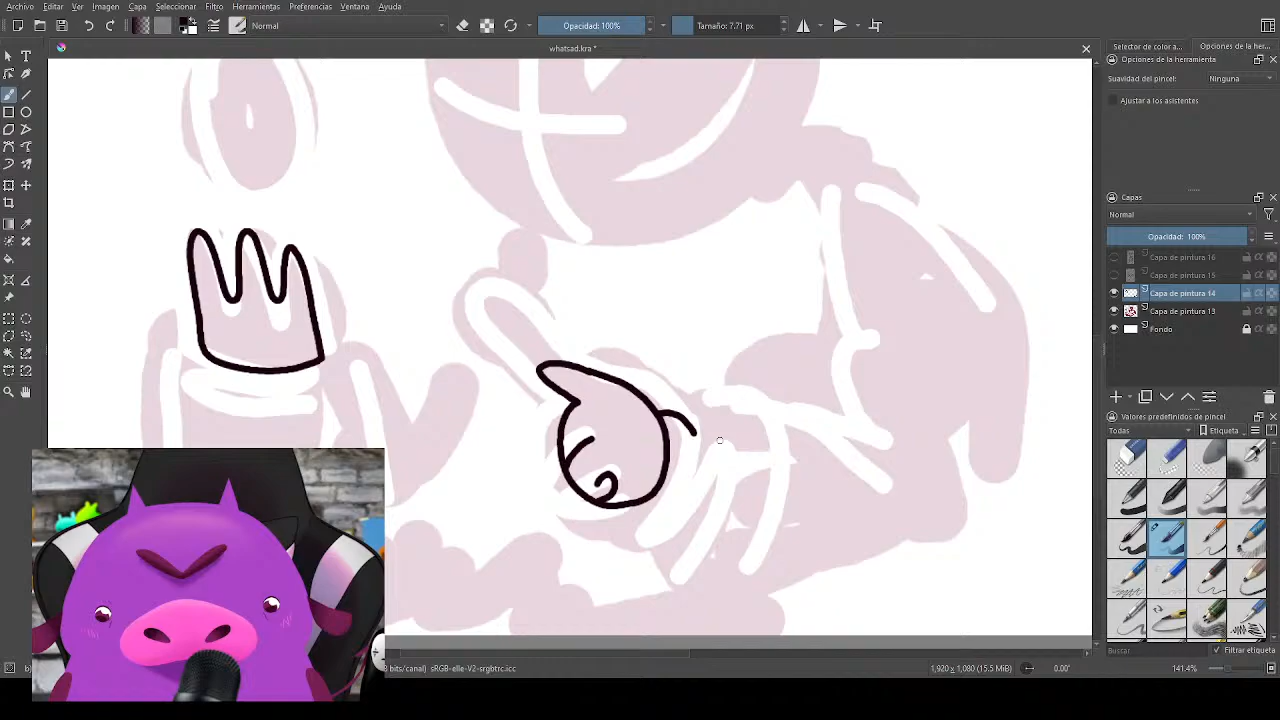 Archivo Editar Ver Imagen Capa Seleccionar Filtro Herramientas Preferencias Ventana Ayuda
Normal Opacidad: 100% Tamaño: 7.71 px
whatsad.kra *
Selector de color a... Opciones de la her...
Opciones de la herramienta
Suavidad del pincel: Ninguna
Ajustar a los asistentes
Capas
Normal
Opacidad: 100%
Capa de pintura 16
Capa de pintura 15
Capa de pintura 14
Capa de pintura 13
Fondo
Valores predefinidos de pincel
Todas Etiqueta
Buscar Filtrar etiqueta
bits/canal) sRGB-elle-V2-srgbtrc.icc 1,920 x 1,080 (15.5 MiB) 0.00° 141.4%